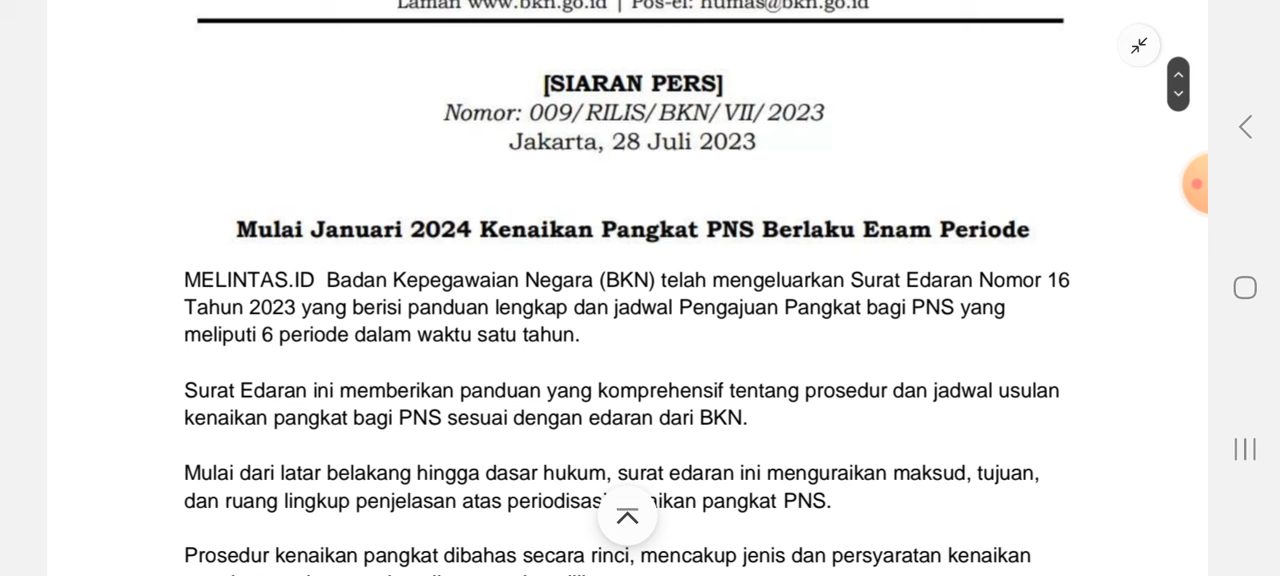 Laman www.bkn.go.id | Pos-el: humas@bkn.go.id
[SIARAN PERS]
Nomor: 009/RILIS/BKN/VII/2023
Jakarta, 28 Juli 2023
Mulai Januari 2024 Kenaikan Pangkat PNS Berlaku Enam Periode
MELINTAS.ID Badan Kepegawaian Negara (BKN) telah mengeluarkan Surat Edaran Nomor 16
Tahun 2023 yang berisi panduan lengkap dan jadwal Pengajuan Pangkat bagi PNS yang
meliputi 6 periode dalam waktu satu tahun.
Surat Edaran ini memberikan panduan yang komprehensif tentang prosedur dan jadwal usulan
kenaikan pangkat bagi PNS sesuai dengan edaran dari BKN.
Mulai dari latar belakang hingga dasar hukum, surat edaran ini menguraikan maksud, tujuan,
dan ruang lingkup penjelasan atas pangkat PNS.
Prosedur kenaikan pangkat dibahas secara rinci, mencakup jenis dan persyaratan kenaikan